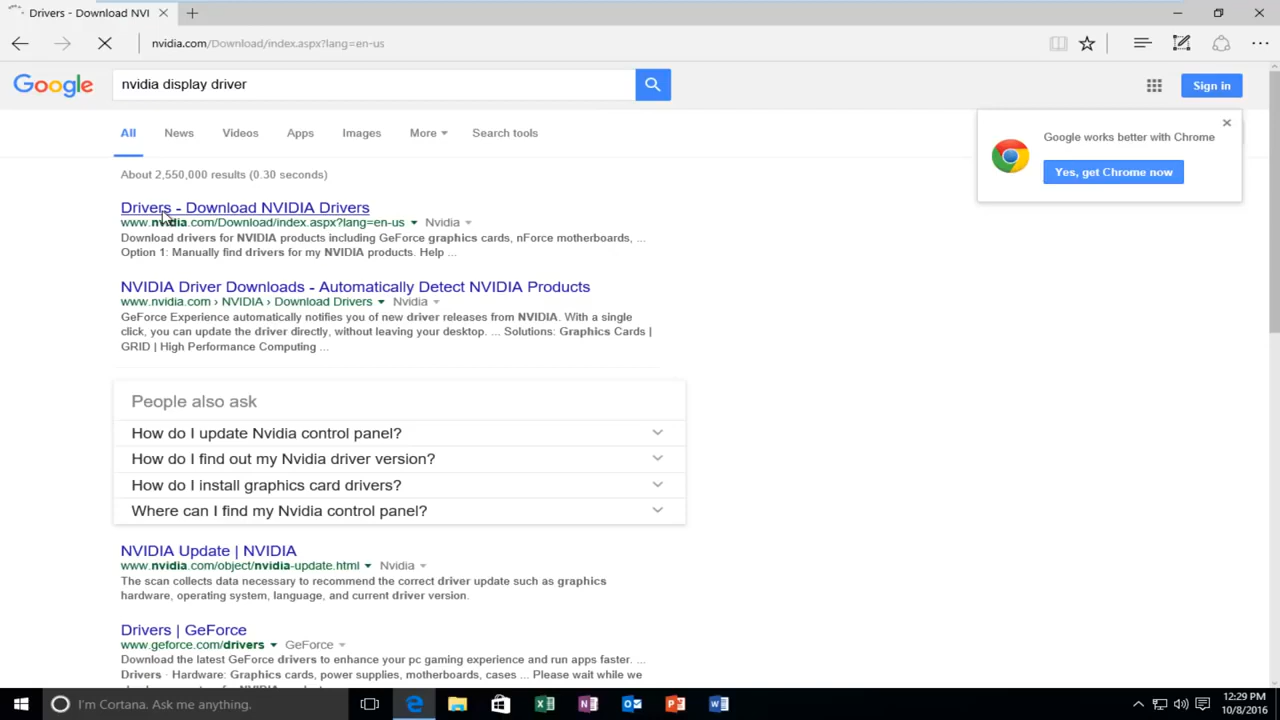 Drivers - Download NVI
nvidia.com/Download/index.aspx?lang=en-us
Google
nvidia display driver
Sign in
All News Videos Apps Images More Search tools
Google works better with Chrome
Yes, get Chrome now
About 2,550,000 results (0.30 seconds)
Drivers - Download NVIDIA Drivers
www.nvidia.com/Download/index.aspx?lang=en-us Nvidia
Download drivers for NVIDIA products including GeForce graphics cards, nForce motherboards, ...
Option 1: Manually find drivers for my NVIDIA products. Help ...
NVIDIA Driver Downloads - Automatically Detect NVIDIA Products
www.nvidia.com › NVIDIA › Download Drivers Nvidia
GeForce Experience automatically notifies you of new driver releases from NVIDIA. With a single
click, you can update the driver directly, without leaving your desktop. ... Solutions: Graphics Cards |
GRID | High Performance Computing ...
People also ask
How do I update Nvidia control panel?
How do I find out my Nvidia driver version?
How do I install graphics card drivers?
Where can I find my Nvidia control panel?
NVIDIA Update | NVIDIA
www.nvidia.com/object/nvidia-update.html Nvidia
The scan collects data necessary to recommend the correct driver update such as graphics
hardware, operating system, language, and current driver version.
Drivers | GeForce
www.geforce.com/drivers GeForce
Download the latest GeForce drivers to enhance your pc gaming experience and run apps faster. ...
Drivers · Hardware: Graphics cards, power supplies, motherboards, cases ... Please wait while we
I'm Cortana. Ask me anything.
12:29 PM
10/8/2016